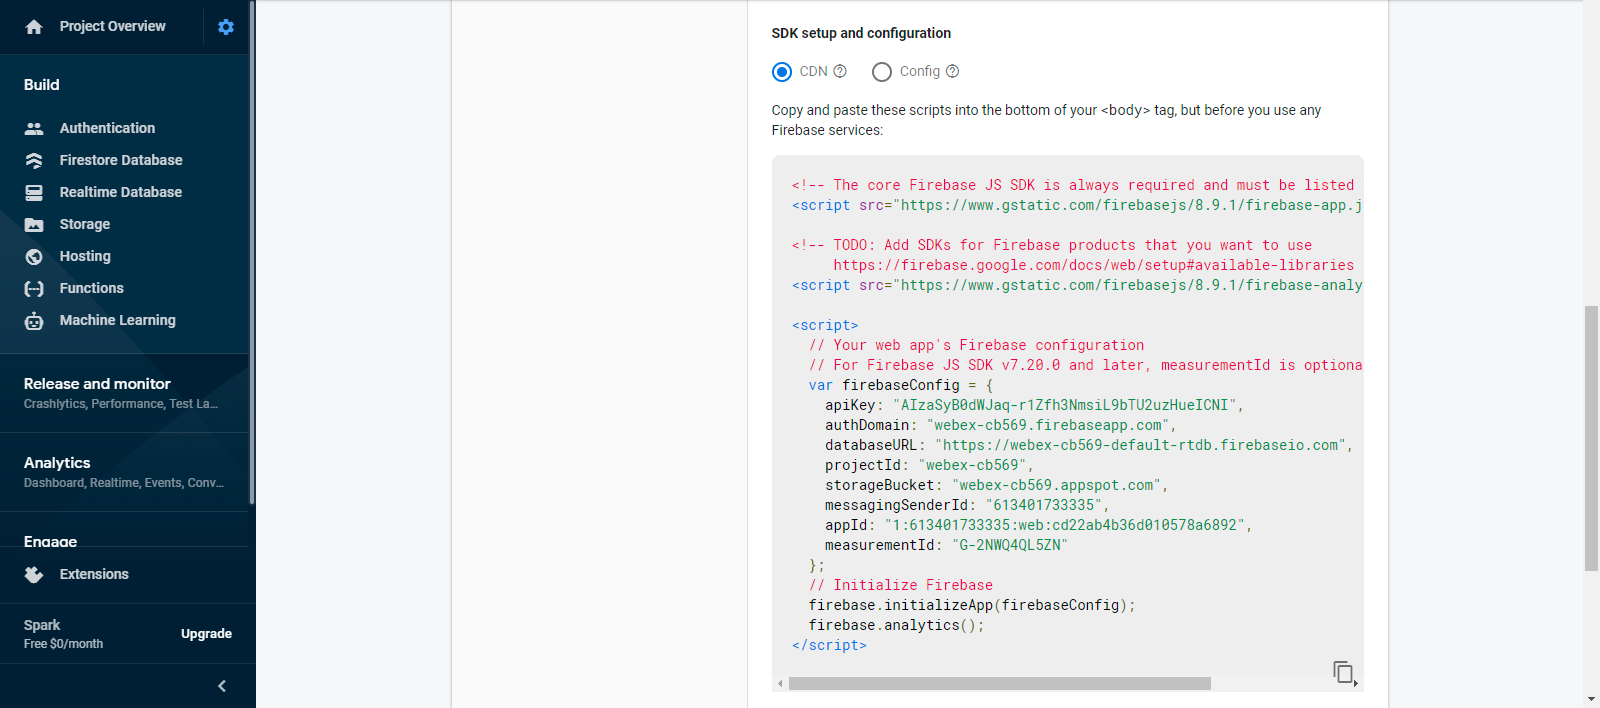 Project Overview
Build
Authentication
Firestore Database
Realtime Database
Storage
Hosting
Functions
Machine Learning
Release and monitor
Crashlytics, Performance, Test La...
Analytics
Dashboard, Realtime, Events, Conv...
Engage
Extensions
Spark
Free $0/month
Upgrade
SDK setup and configuration
CDN
Config
Copy and paste these scripts into the bottom of your <body> tag, but before you use any
Firebase services:
<!-- The core Firebase JS SDK is always required and must be listed
<script src="https://www.gstatic.com/firebasejs/8.9.1/firebase-app.j
<!-- TODO: Add SDKs for Firebase products that you want to use
https://firebase.google.com/docs/web/setup#available-libraries
<script src="https://www.gstatic.com/firebasejs/8.9.1/firebase-analy
<script>
// Your web app's Firebase configuration
// For Firebase JS SDK v7.20.0 and later, measurementId is optiona
var firebaseConfig = {
apiKey: "AIzaSyB0dWJaq-r1Zfh3NmsiL9bTU2uzHueICNI",
authDomain: "webex-cb569.firebaseapp.com",
databaseURL: "https://webex-cb569-default-rtdb.firebaseio.com",
projectId: "webex-cb569",
storageBucket: "webex-cb569.appspot.com",
messagingSenderId: "613401733335",
appId: "1:613401733335:web:cd22ab4b36d010578a6892",
measurementId: "G-2NWQ4QL5ZN"
};
// Initialize Firebase
firebase.initializeApp(firebaseConfig);
firebase.analytics();
</script>